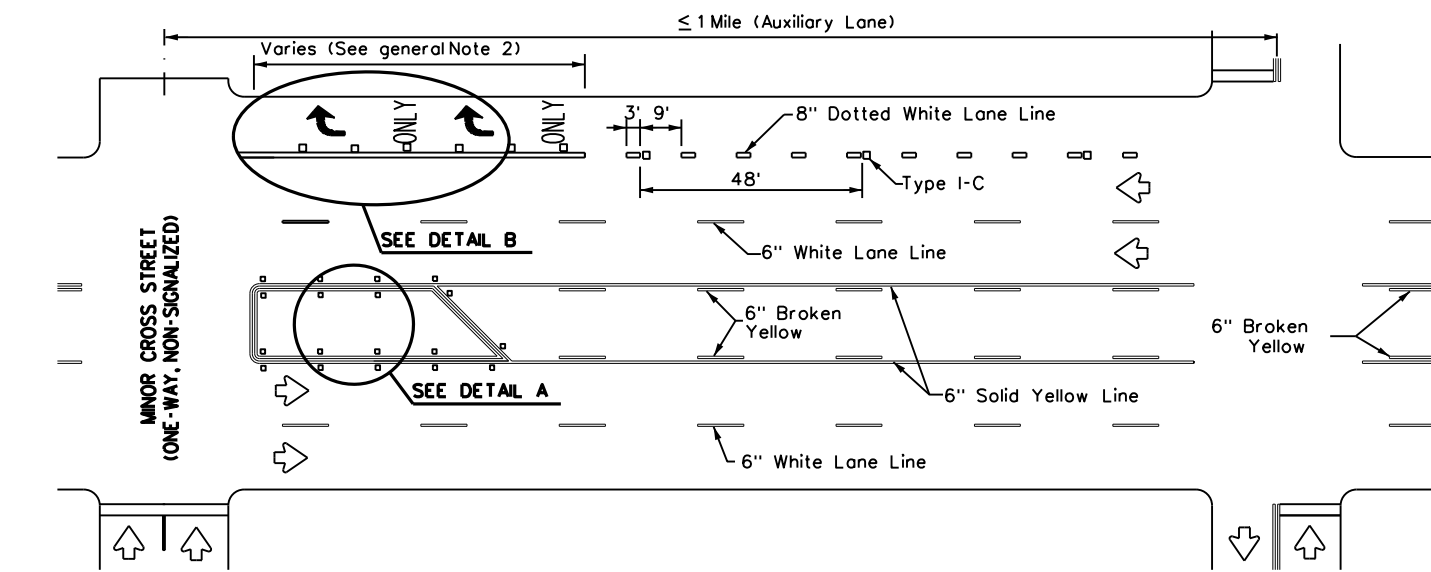 ≤ 1 Mile (Auxiliary Lane)
Varies (See general Note 2)
ONLY
ONLY
3' 9'
8" Dotted White Lane Line
48'
Type I-C
SEE DETAIL B
6" White Lane Line
MINOR CROSS STREET
(ONE-WAY, NON-SIGNALIZED)
6" Broken
Yellow
6" Broken
Yellow
SEE DETAIL A
6" Solid Yellow Line
6" White Lane Line